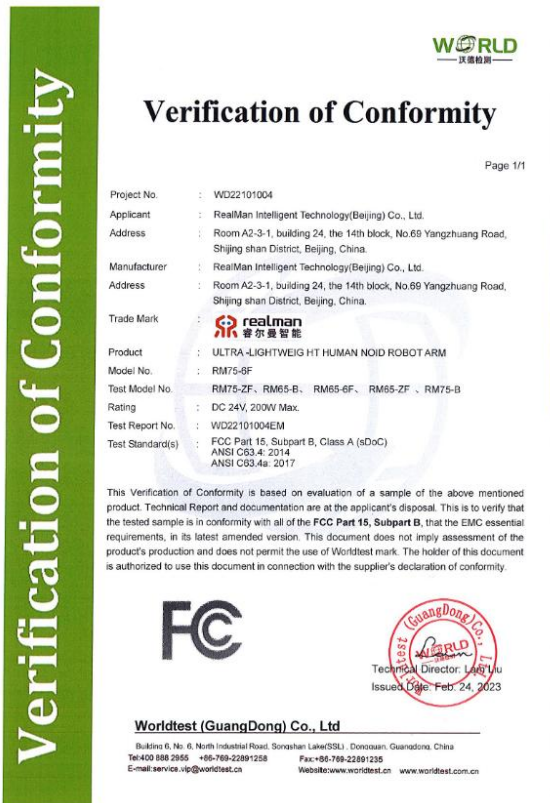 WORLD
沃德检测
Verification of Conformity
Verification of Conformity
Page 1/1
Project No. : WD22101004
Applicant : RealMan Intelligent Technology(Beijing) Co., Ltd.
Address : Room A2-3-1, building 24, the 14th block, No.69 Yangzhuang Road,
Shijing shan District, Beijing, China.
Manufacturer : RealMan Intelligent Technology(Beijing) Co., Ltd.
Address : Room A2-3-1, building 24, the 14th block, No.69 Yangzhuang Road,
Shijing shan District, Beijing, China.
Trade Mark : realman
睿尔曼智能
Product : ULTRA -LIGHTWEIG HT HUMAN NOID ROBOT ARM
Model No. : RM75-6F
Test Model No. RM75-ZF、RM65-B、 RM65-6F、 RM65-ZF 、RM75-B
Rating : DC 24V, 200W Max.
Test Report No. : WD22101004EM
Test Standard(s) : FCC Part 15, Subpart B, Class A (sDoC)
ANSI C63.4: 2014
ANSI C63.4a: 2017
This Verification of Conformity is based on evaluation of a sample of the above mentioned
product. Technical Report and documentation are at the applicant's disposal. This is to verify that
the tested sample is in conformity with all of the FCC Part 15, Subpart B, that the EMC essential
requirements, in its latest amended version. This document does not imply assessment of the
product's production and does not permit the use of Worldtest mark. The holder of this document
is authorized to use this document in connection with the supplier's declaration of conformity.
FC
Worldtest (GuangDong) Co., Ltd
WORLD
Technical Director: Lam Liu
Issued Date: Feb. 24, 2023
Worldtest (GuangDong) Co., Ltd
Building 6, No. 6, North Industrial Road, Songshan Lake(SSL) , Dongguan, Guangdong, China
Tel:400 888 2955 +86-769-22891258 Fax:+86-769-22891235
E-mail:service.vip@worldtest.cn Website:www.worldtest.cn www.worldtest.com.cn